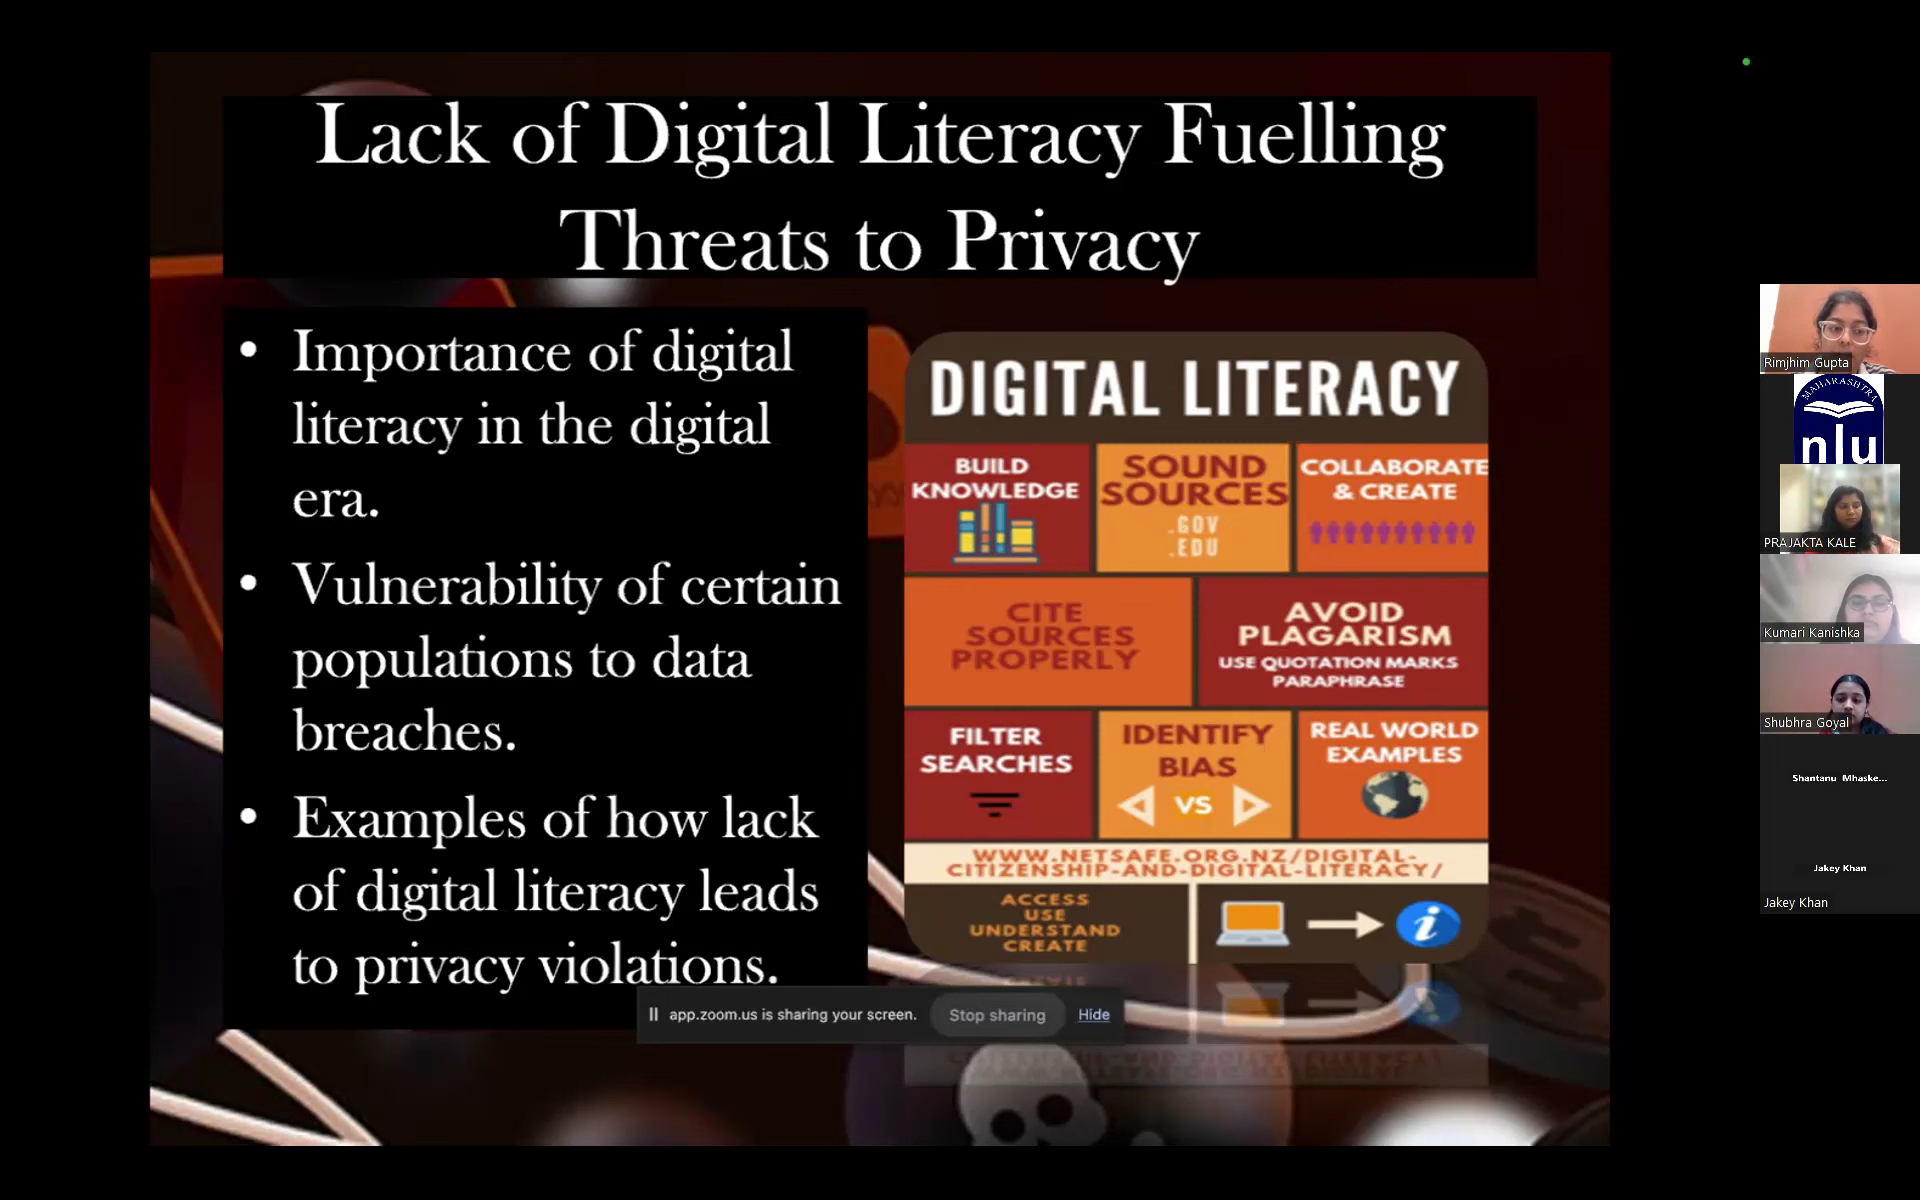 Lack of Digital Literacy Fuelling
Threats to Privacy
• Importance of digital
literacy in the digital
era.
• Vulnerability of certain
populations to data
breaches.
• Examples of how lack
of digital literacy leads
to privacy violations.
DIGITAL LITERACY
BUILD
KNOWLEDGE
SOUND
SOURCES
.GOV
.EDU
COLLABORATE
& CREATE
CITE
SOURCES
PROPERLY
AVOID
PLAGARISM
USE QUOTATION MARKS
PARAPHRASE
FILTER
SEARCHES
IDENTIFY
BIAS
VS
REAL WORLD
EXAMPLES
WWW.NETSAFE.ORG.NZ/DIGITAL-
CITIZENSHIP-AND-DIGITAL-LITERACY/
ACCESS
USE
UNDERSTAND
CREATE
i
app.zoom.us is sharing your screen.
Stop sharing
Hide
Rimjhim Gupta
MAHARASHTRA
nlu
PRAJAKTA KALE
Kumari Kanishka
Shubhra Goyal
Shantanu Mhaske...
Jakey Khan
Jakey Khan